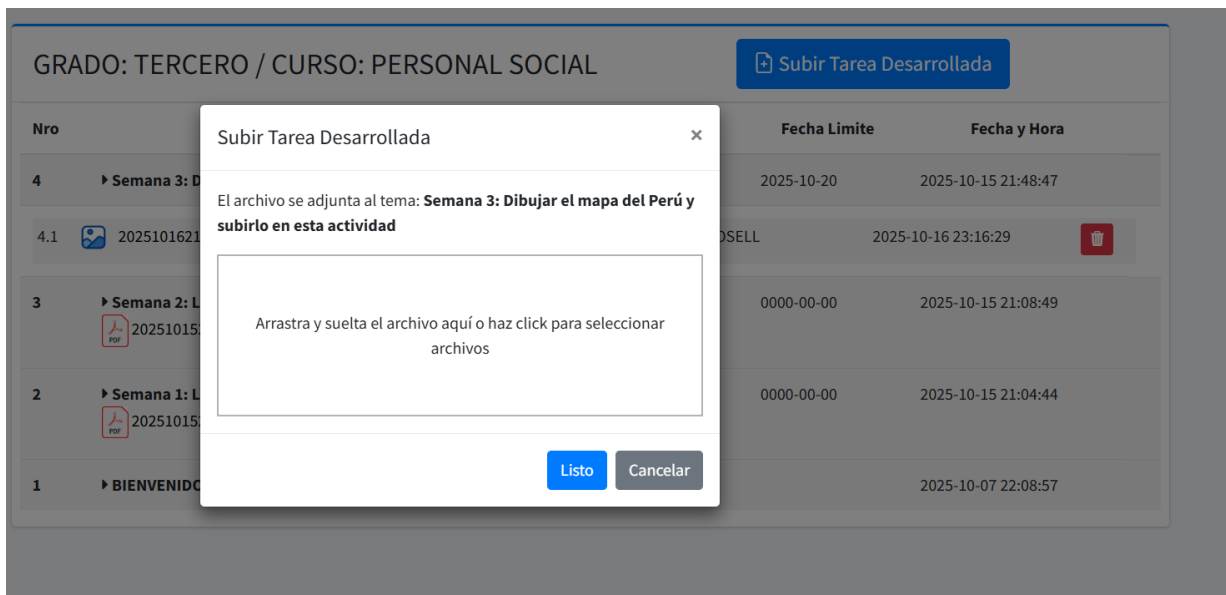 GRADO: TERCERO / CURSO: PERSONAL SOCIAL
Subir Tarea Desarrollada
Nro
Fecha Limite
Fecha y Hora
4
Semana 3: D
2025-10-20
2025-10-15 21:48:47
4.1
2025101621
OSELL
2025-10-16 23:16:29
3
Semana 2: L
0000-00-00
2025-10-15 21:08:49
PDF
20251015
2
Semana 1: L
0000-00-00
2025-10-15 21:04:44
PDF
20251015
1
BIENVENIDO
2025-10-07 22:08:57
Subir Tarea Desarrollada
×
El archivo se adjunta al tema: Semana 3: Dibujar el mapa del Perú y
subirlo en esta actividad
Arrastra y suelta el archivo aquí o haz click para seleccionar
archivos
Listo
Cancelar